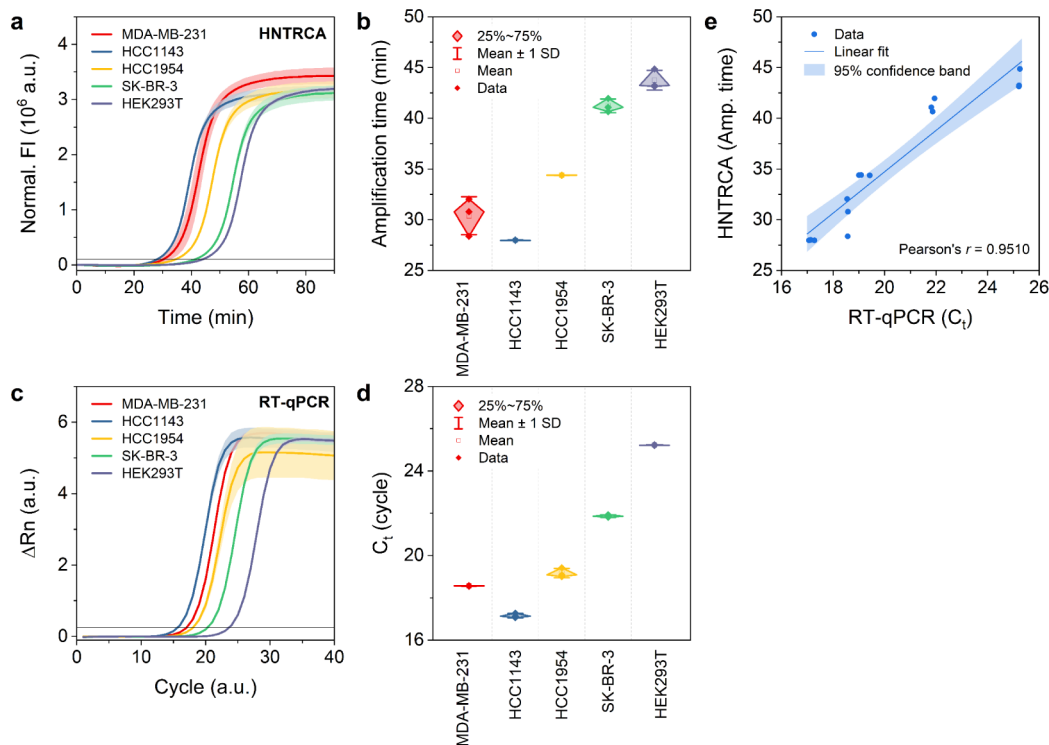 a
HNTRCA
MDA-MB-231
HCC1143
HCC1954
SK-BR-3
HEK293T
Normal. FI (10⁶ a.u.)
4
3
2
1
0
0 20 40 60 80
Time (min)
b
25%~75%
Mean ± 1 SD
Mean
Data
Amplification time (min)
50
45
40
35
30
25
MDA-MB-231
HCC1143
HCC1954
SK-BR-3
HEK293T
e
Data
Linear fit
95% confidence band
HNTRCA (Amp. time)
50
45
40
35
30
25
Pearson's r = 0.9510
16 18 20 22 24 26
RT-qPCR (Cₜ)
c
RT-qPCR
MDA-MB-231
HCC1143
HCC1954
SK-BR-3
HEK293T
ΔRn (a.u.)
6
4
2
0
0 10 20 30 40
Cycle (a.u.)
d
25%~75%
Mean ± 1 SD
Mean
Data
Cₜ (cycle)
28
24
20
16
MDA-MB-231
HCC1143
HCC1954
SK-BR-3
HEK293T